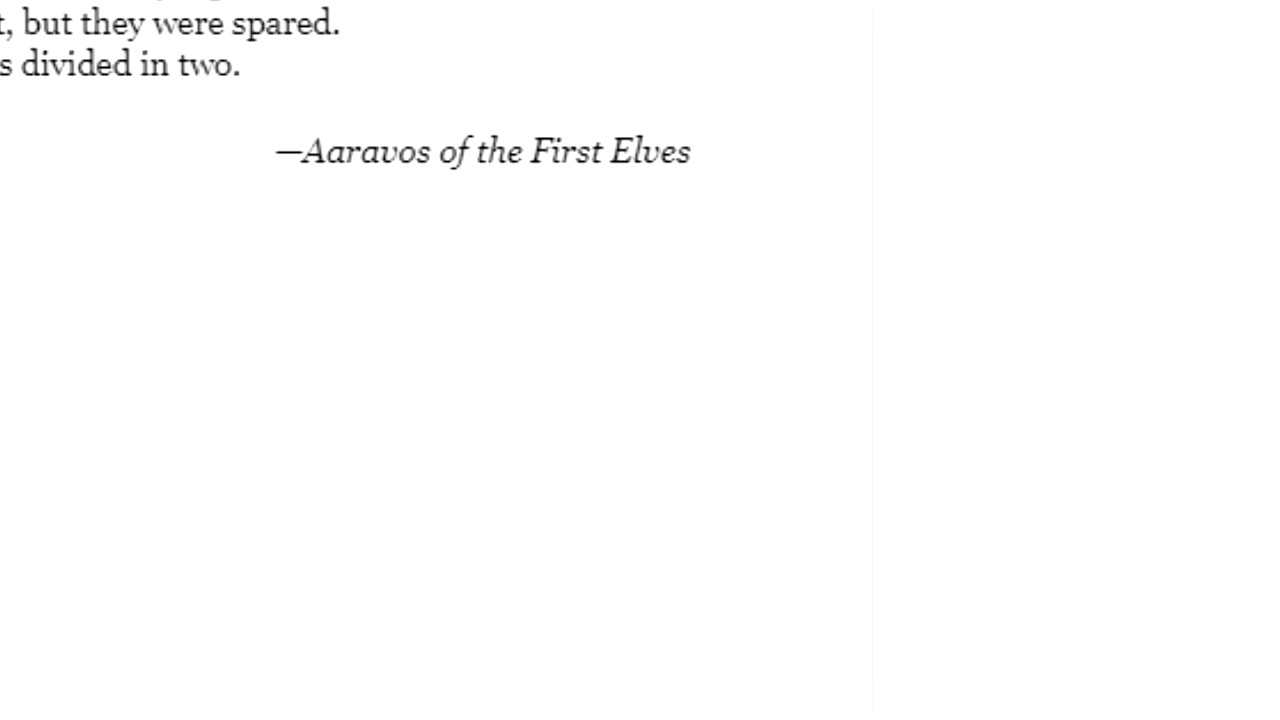 , but they were spared.
s divided in two.
—Aaravos of the First Elves